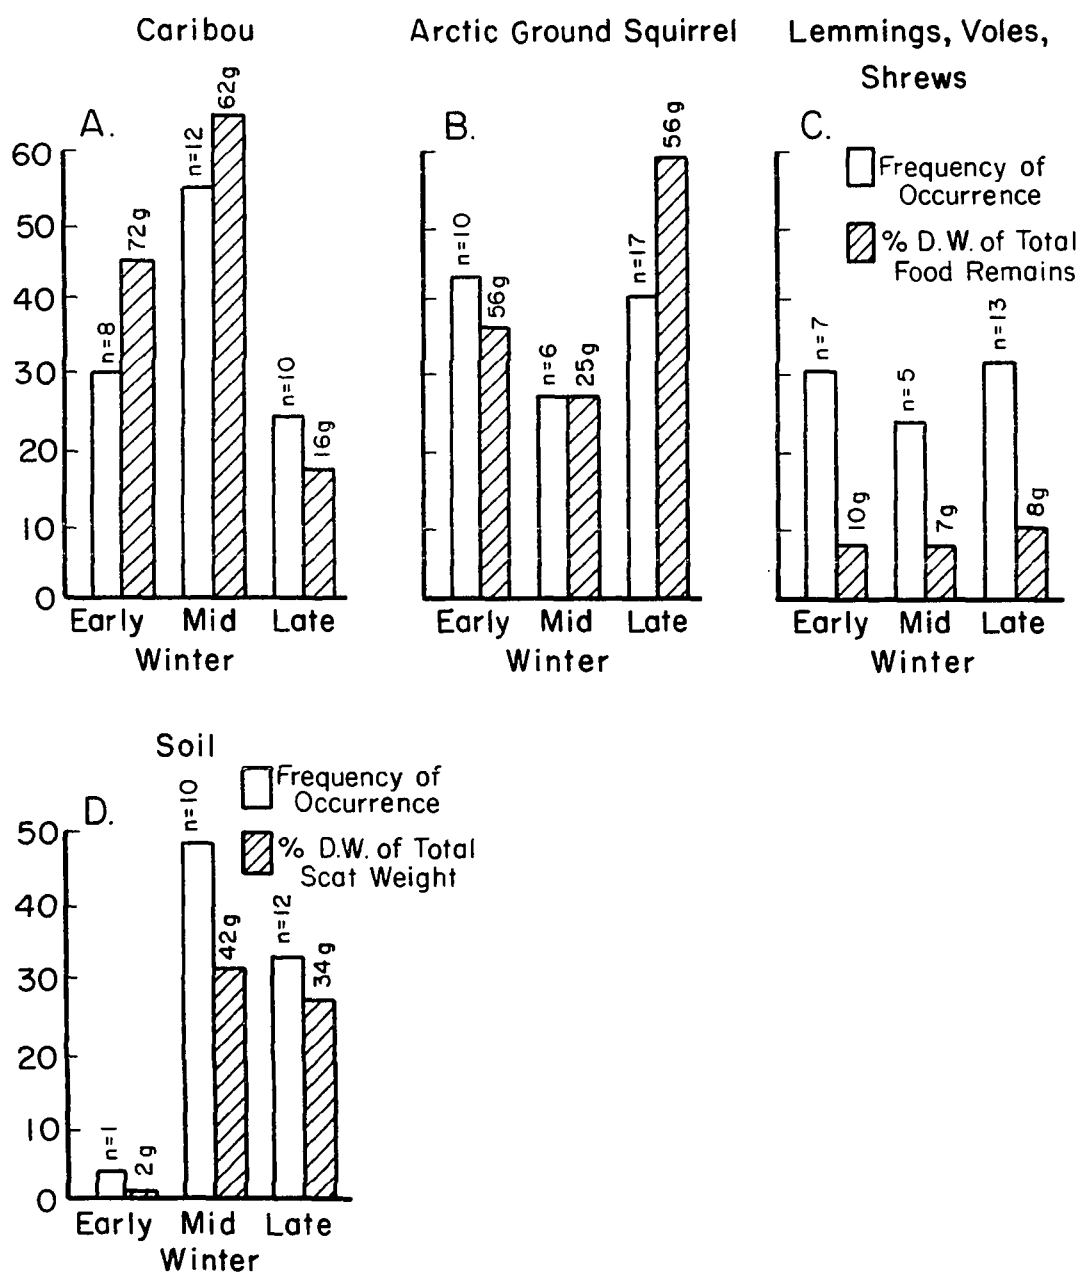 Caribou
A.
60
50
40
30
20
10
0
n=8
72g
n=12
62g
n=10
16g
Early Mid Late
Winter
Arctic Ground Squirrel
B.
n=10
56g
n=6
25g
n=17
56g
Early Mid Late
Winter
Lemmings, Voles,
Shrews
C.
Frequency of
Occurrence
% D.W. of Total
Food Remains
n=7
10g
n=5
7g
n=13
8g
Early Mid Late
Winter
Soil
D.
Frequency of
Occurrence
% D.W. of Total
Scat Weight
50
40
30
20
10
0
n=1
2g
n=10
42g
n=12
34g
Early Mid Late
Winter